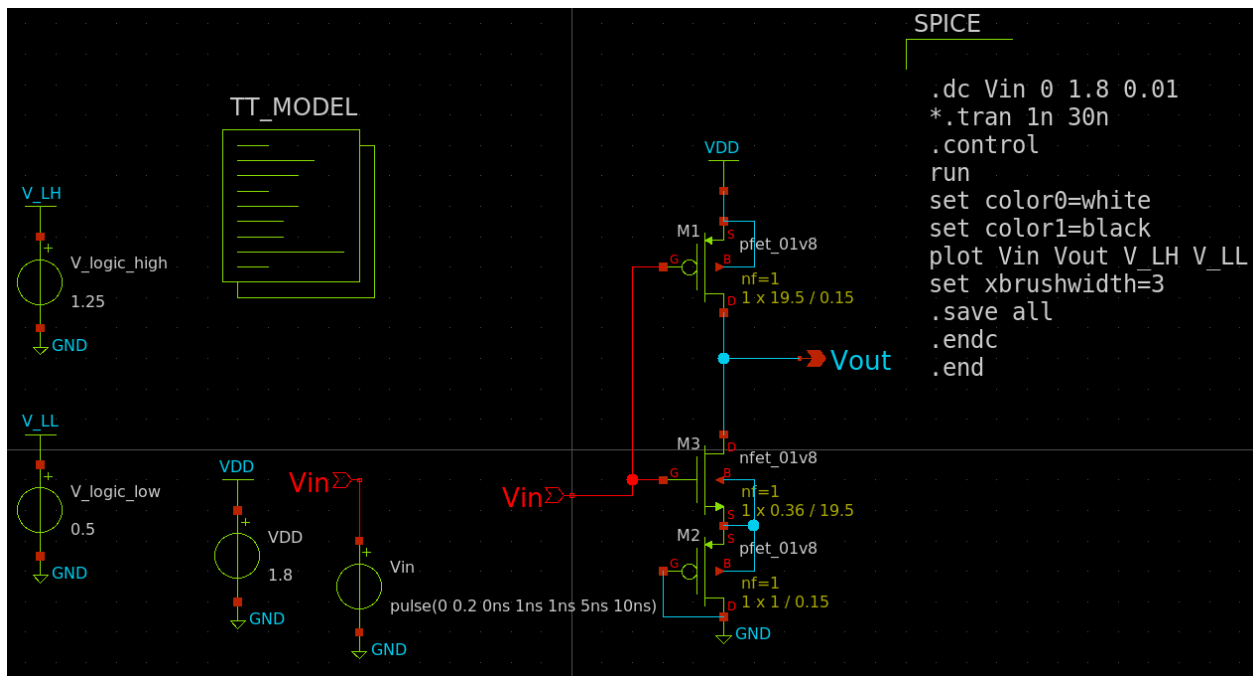 SPICE
.dc Vin 0 1.8 0.01
*.tran 1n 30n
.control
run
set color0=white
set color1=black
plot Vin Vout V_LH V_LL
set xbrushwidth=3
.save all
.endc
.end
TT_MODEL
V_LH
+
V_logic_high
1.25
GND
V_LL
+
V_logic_low
0.5
GND
VDD
+
VDD
1.8
GND
Vin
+
Vin
pulse(0 0.2 0ns 1ns 1ns 5ns 10ns)
GND
VDD
M1
S
pfet_01v8
G
B
nf=1
D
1 x 19.5 / 0.15
Vout
Vin
M3
D
nfet_01v8
G
B
nf=1
S
1 x 0.36 / 19.5
M2
S
pfet_01v8
G
B
nf=1
D
1 x 1 / 0.15
GND